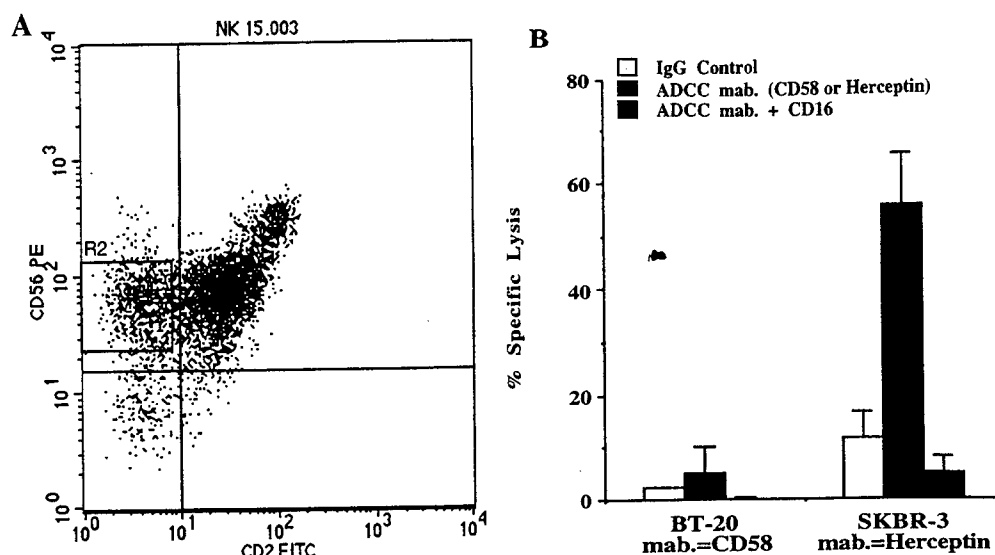 A
NK 15.003
10^4
10^3
10^2
10^1
10^0
CD56 PE
R2
10^0 10^1 10^2 10^3 10^4
CD2 FITC
B
IgG Control
ADCC mab. (CD58 or Herceptin)
ADCC mab. + CD16
80
60
40
20
0
% Specific Lysis
BT-20 SKBR-3
mab.=CD58 mab.=Herceptin